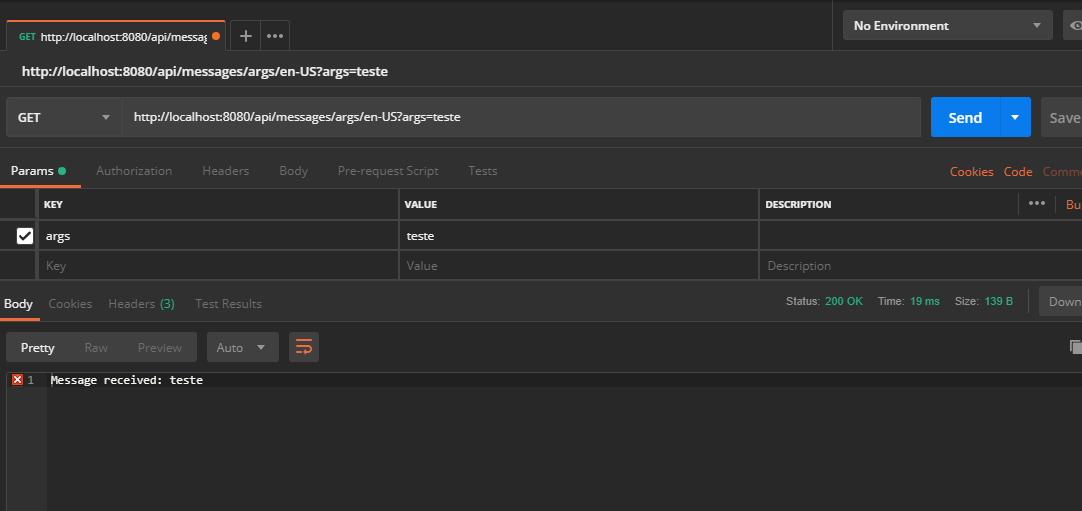 GET http://localhost:8080/api/messag
No Environment
http://localhost:8080/api/messages/args/en-US?args=teste
GET http://localhost:8080/api/messages/args/en-US?args=teste Send Save
Params Authorization Headers Body Pre-request Script Tests Cookies Code Comme
KEY VALUE DESCRIPTION Bu
args teste
Key Value Description
Body Cookies Headers (3) Test Results Status: 200 OK Time: 19 ms Size: 139 B Down
Pretty Raw Preview Auto
1 Message received: teste